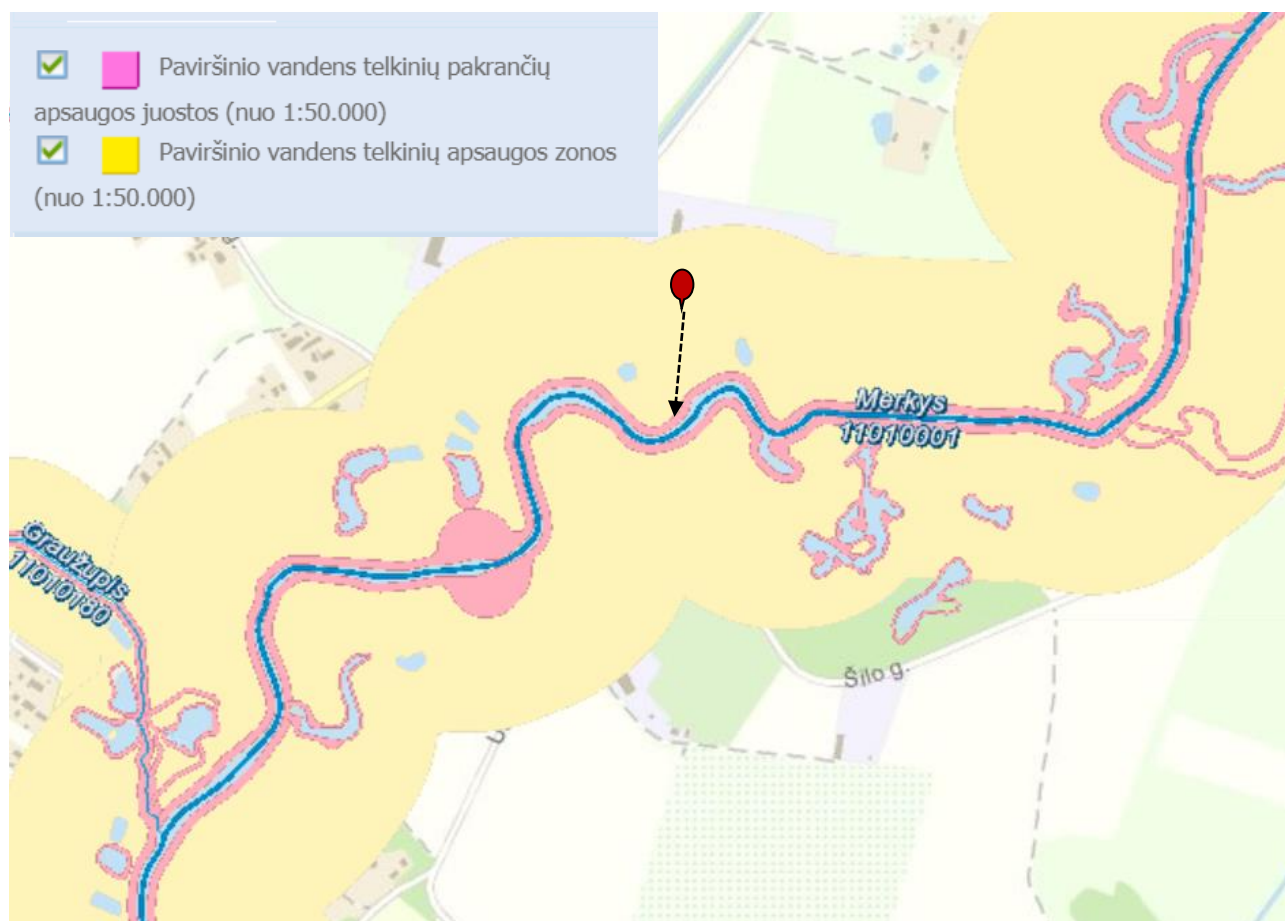 Paviršinio vandens telkinių pakrančių
apsaugos juostos (nuo 1:50.000)
Paviršinio vandens telkinių apsaugos zonos
(nuo 1:50.000)
Merkys
11010001
Graužupis
11010160
Šilo g.